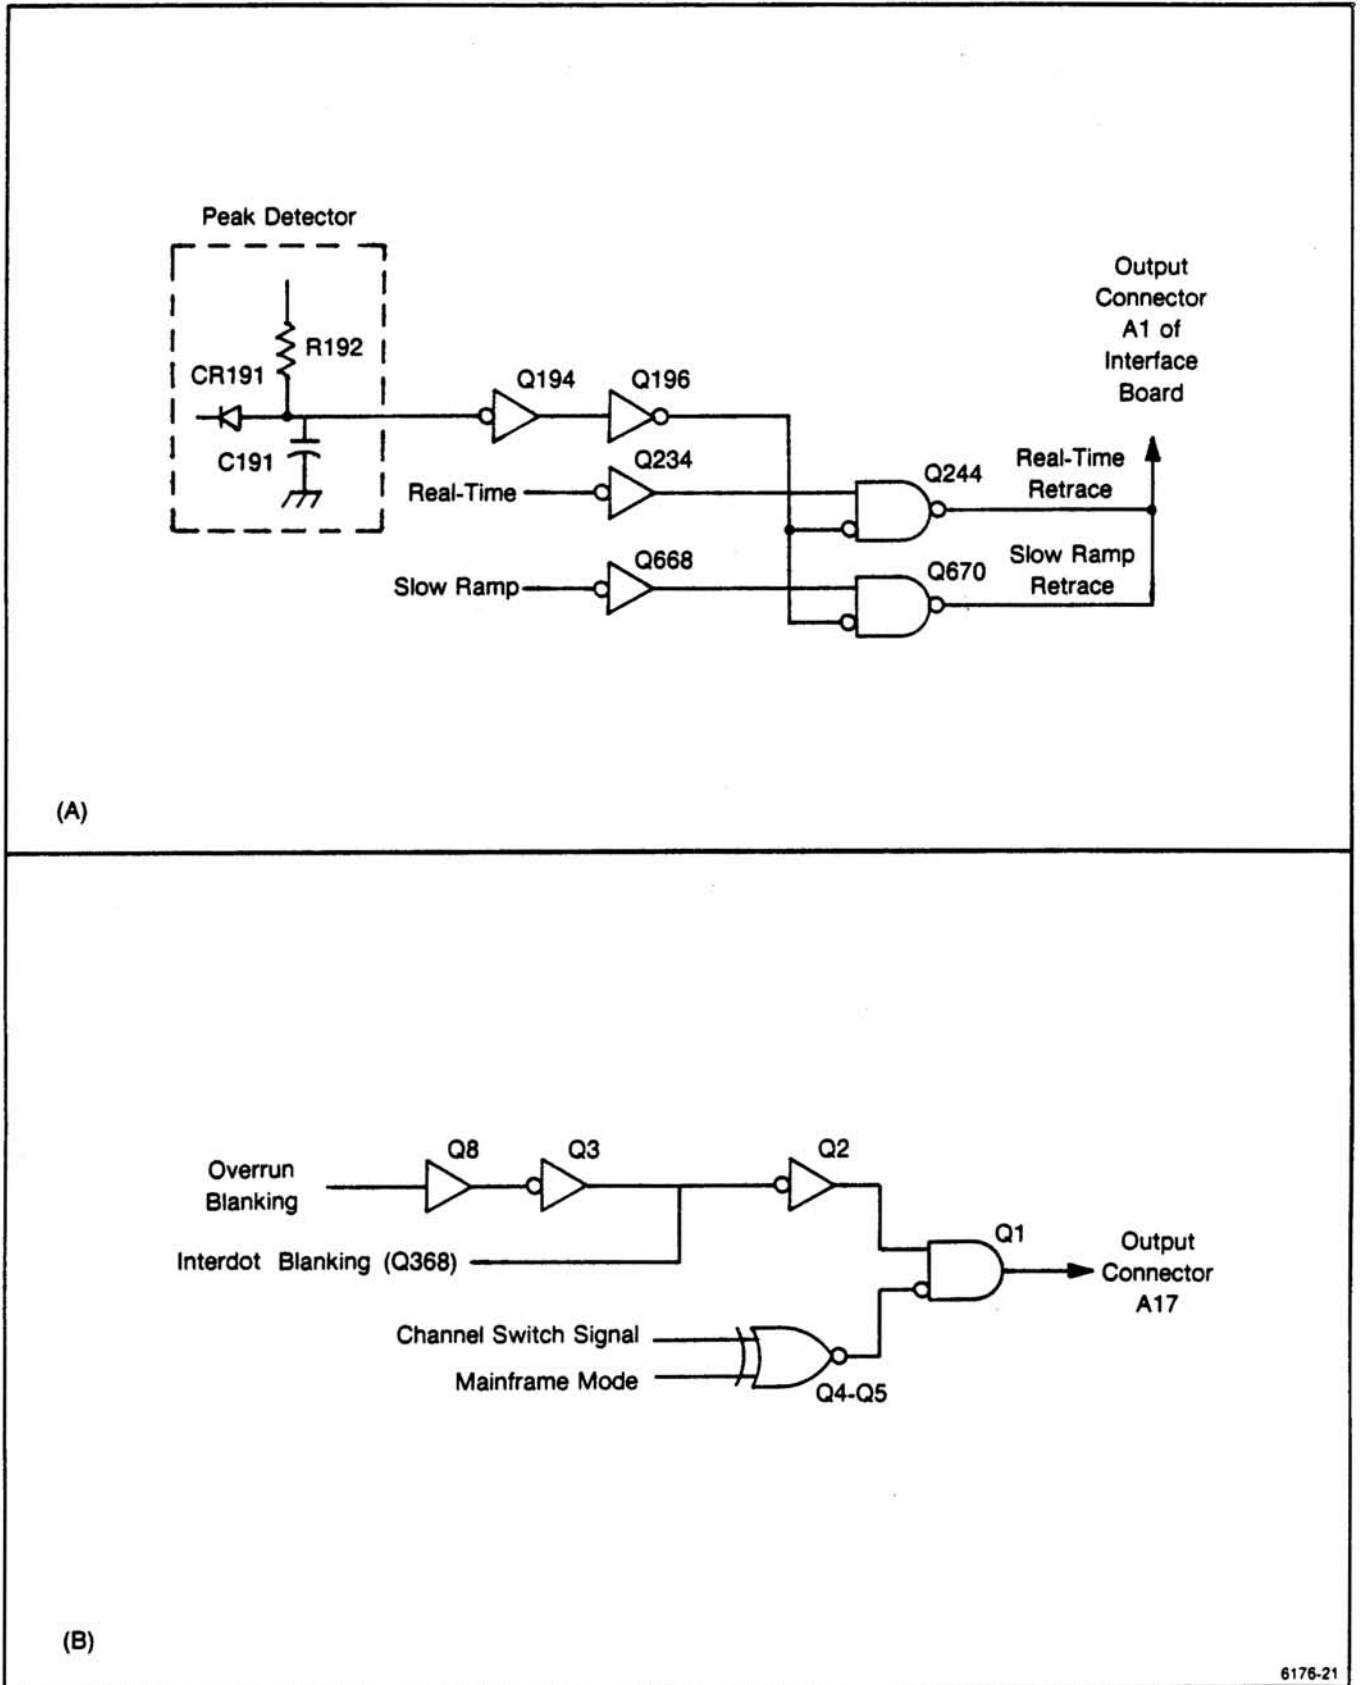 Peak Detector
R192
CR191
C191
Q194
Q196
Q234
Real-Time
Q668
Slow Ramp
Q244
Q670
Real-Time
Retrace
Slow Ramp
Retrace
Output
Connector
A1 of
Interface
Board
(A)
Overrun
Blanking
Q8
Q3
Q2
Interdot Blanking (Q368)
Q1
Channel Switch Signal
Mainframe Mode
Q4-Q5
Output
Connector
A17
(B)
6176-21